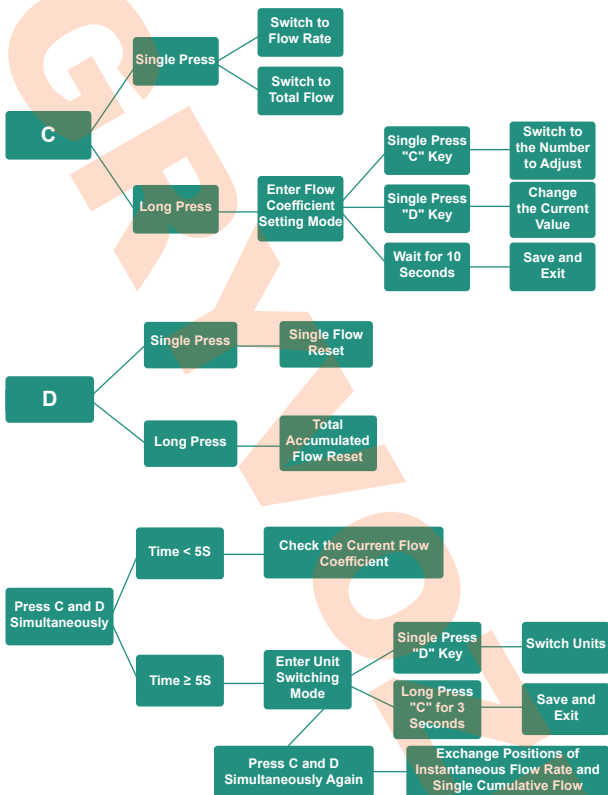 Switch to
Flow Rate
Single Press
Switch to
Total Flow
C
Single Press
"C" Key
Switch to
the Number
to Adjust
Long Press
Enter Flow
Coefficient
Setting Mode
Single Press
"D" Key
Change
the Current
Value
Wait for 10
Seconds
Save and
Exit
Single Press
Single Flow
Reset
D
Long Press
Total
Accumulated
Flow Reset
Time < 5S
Check the Current Flow
Coefficient
Press C and D
Simultaneously
Time ≥ 5S
Enter Unit
Switching
Mode
Single Press
"D" Key
Switch Units
Long Press
"C" for 3
Seconds
Save and
Exit
Press C and D
Simultaneously Again
Exchange Positions of
Instantaneous Flow Rate and
Single Cumulative Flow
GRYVOZ